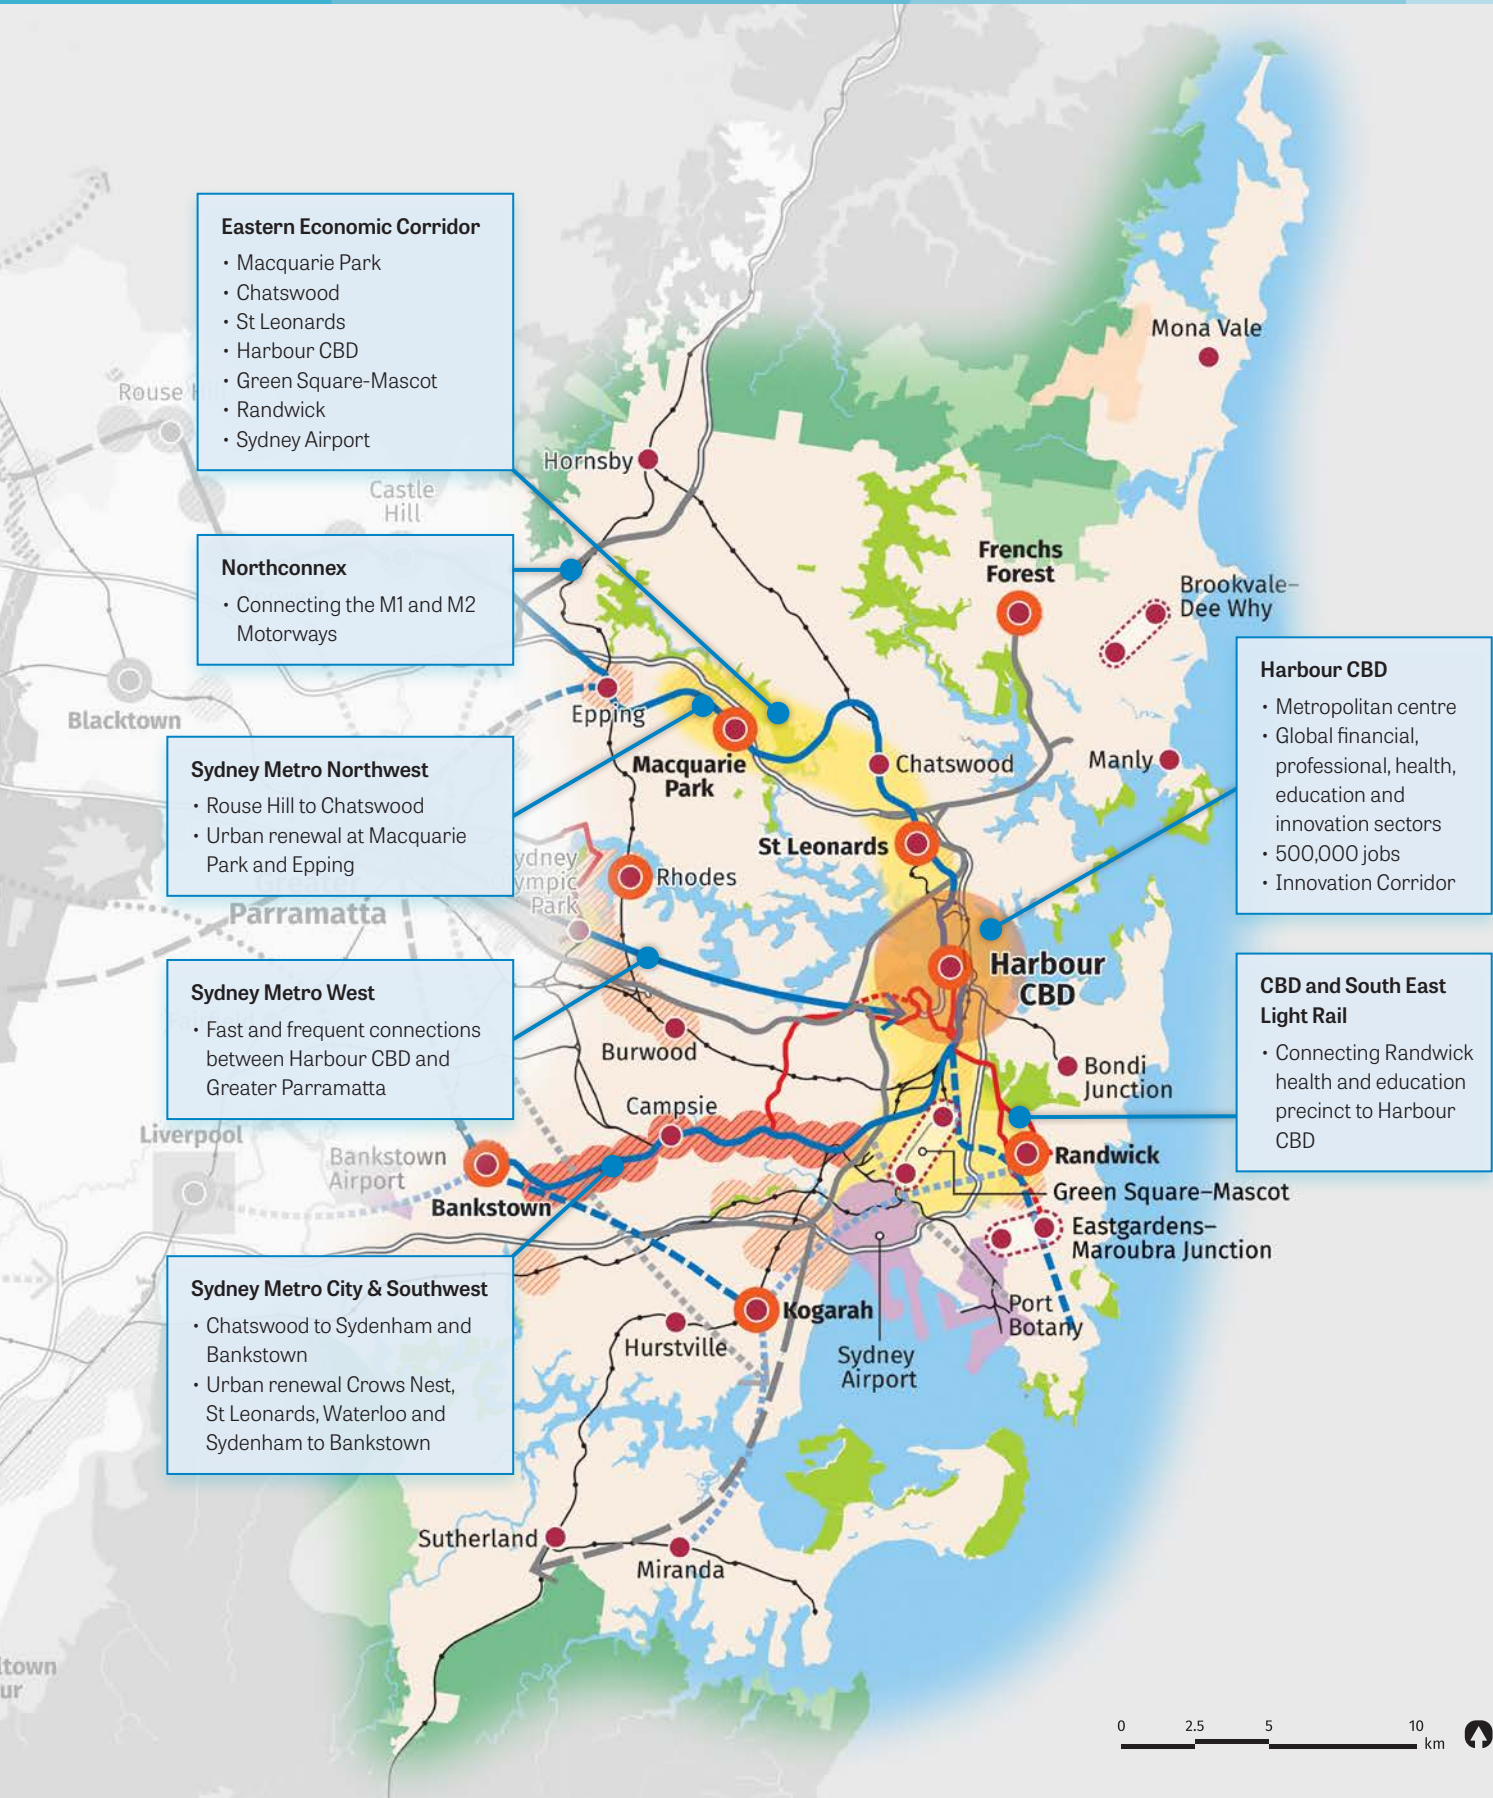 Eastern Economic Corridor
• Macquarie Park
• Chatswood
• St Leonards
• Harbour CBD
• Green Square-Mascot
• Randwick
• Sydney Airport
Northconnex
• Connecting the M1 and M2
Motorways
Sydney Metro Northwest
• Rouse Hill to Chatswood
• Urban renewal at Macquarie
Park and Epping
Sydney Metro West
• Fast and frequent connections
between Harbour CBD and
Greater Parramatta
Sydney Metro City & Southwest
• Chatswood to Sydenham and
Bankstown
• Urban renewal Crows Nest,
St Leonards, Waterloo and
Sydenham to Bankstown
Harbour CBD
• Metropolitan centre
• Global financial,
professional, health,
education and
innovation sectors
• 500,000 jobs
• Innovation Corridor
CBD and South East
Light Rail
• Connecting Randwick
health and education
precinct to Harbour
CBD
Mona Vale
Rouse
Hornsby
Castle
Hill
Frenchs
Forest
Brookvale–
Dee Why
Blacktown
Epping
Macquarie
Park
Chatswood
Manly
St Leonards
Rhodes
ydney
ympic
Park
Greater
Parramatta
Harbour
CBD
Burwood
Bondi
Junction
Campsie
Liverpool
Bankstown
Airport
Bankstown
Randwick
Green Square–Mascot
Eastgardens–
Maroubra Junction
Port
Botany
Kogarah
Hurstville
Sydney
Airport
Sutherland
Miranda
ltown
ur
0 2.5 5 10
km